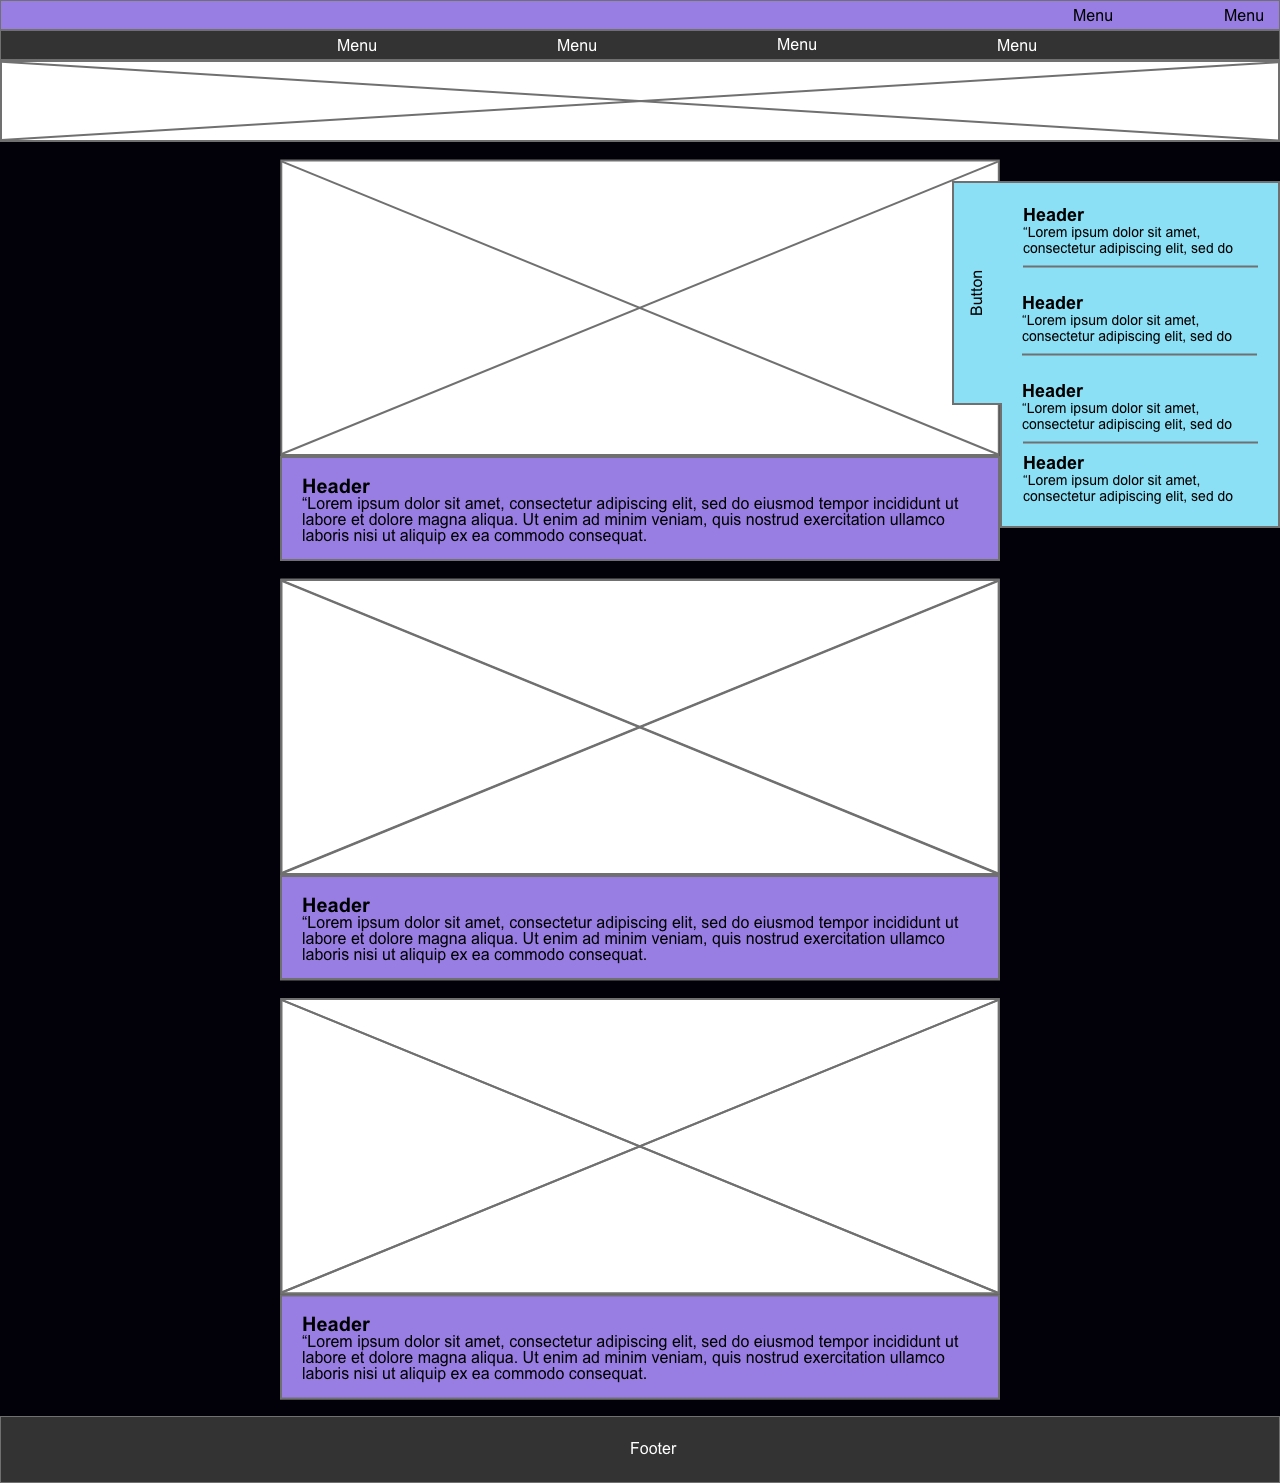 Menu Menu
Menu Menu Menu Menu
Button
Header
“Lorem ipsum dolor sit amet,
consectetur adipiscing elit, sed do
Header
“Lorem ipsum dolor sit amet,
consectetur adipiscing elit, sed do
Header
“Lorem ipsum dolor sit amet,
consectetur adipiscing elit, sed do
Header
“Lorem ipsum dolor sit amet,
consectetur adipiscing elit, sed do
Header
“Lorem ipsum dolor sit amet, consectetur adipiscing elit, sed do eiusmod tempor incididunt ut
labore et dolore magna aliqua. Ut enim ad minim veniam, quis nostrud exercitation ullamco
laboris nisi ut aliquip ex ea commodo consequat.
Header
“Lorem ipsum dolor sit amet, consectetur adipiscing elit, sed do eiusmod tempor incididunt ut
labore et dolore magna aliqua. Ut enim ad minim veniam, quis nostrud exercitation ullamco
laboris nisi ut aliquip ex ea commodo consequat.
Header
“Lorem ipsum dolor sit amet, consectetur adipiscing elit, sed do eiusmod tempor incididunt ut
labore et dolore magna aliqua. Ut enim ad minim veniam, quis nostrud exercitation ullamco
laboris nisi ut aliquip ex ea commodo consequat.
Footer